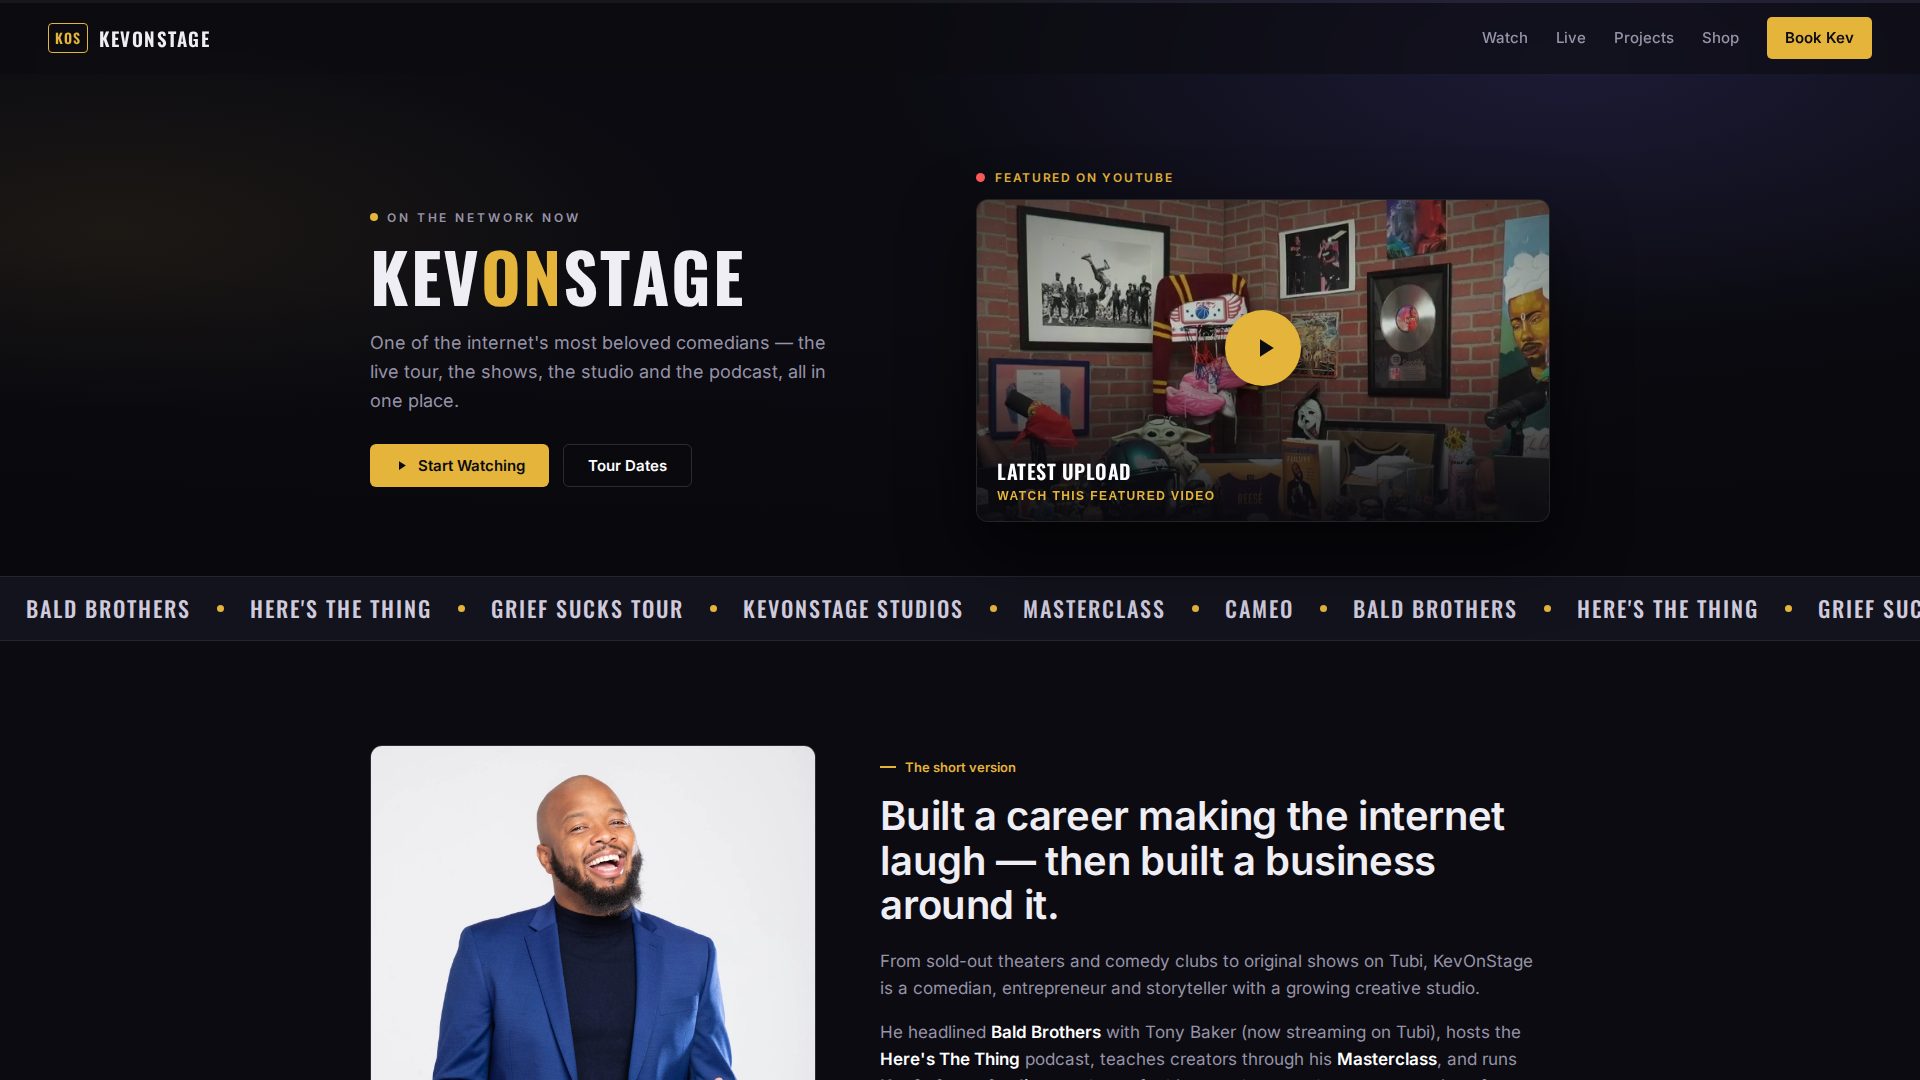 KOS KEVONSTAGE
Watch Live Projects Shop Book Kev
FEATURED ON YOUTUBE
ON THE NETWORK NOW
KEVONSTAGE
One of the internet's most beloved comedians — the
live tour, the shows, the studio and the podcast, all in
one place.
Start Watching Tour Dates
LATEST UPLOAD
WATCH THIS FEATURED VIDEO
REESE
BALD BROTHERS • HERE'S THE THING • GRIEF SUCKS TOUR • KEVONSTAGE STUDIOS • MASTERCLASS • CAMEO • BALD BROTHERS • HERE'S THE THING • GRIEF SUC
The short version
Built a career making the internet
laugh — then built a business
around it.
From sold-out theaters and comedy clubs to original shows on Tubi, KevOnStage
is a comedian, entrepreneur and storyteller with a growing creative studio.
He headlined Bald Brothers with Tony Baker (now streaming on Tubi), hosts the
Here's The Thing podcast, teaches creators through his Masterclass, and runs